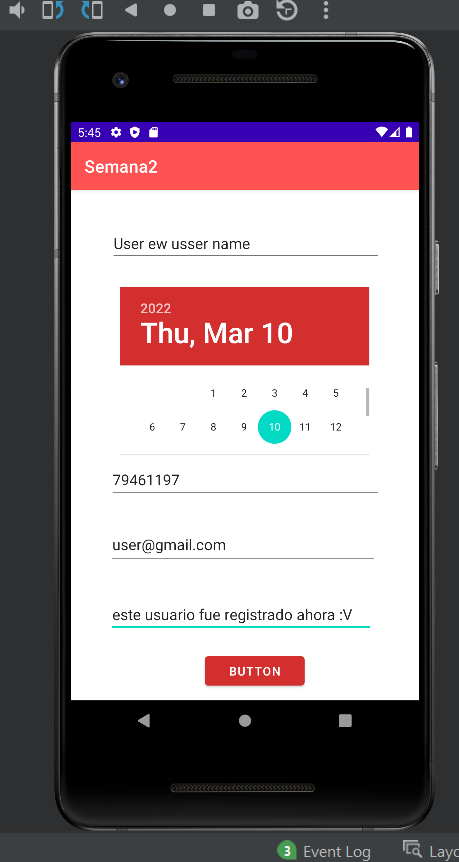 5:45
Semana2
User ew usser name
2022
Thu, Mar 10
1 2 3 4 5
6 7 8 9 10 11 12
79461197
user@gmail.com
este usuario fue registrado ahora :V
BUTTON
3 Event Log Layo